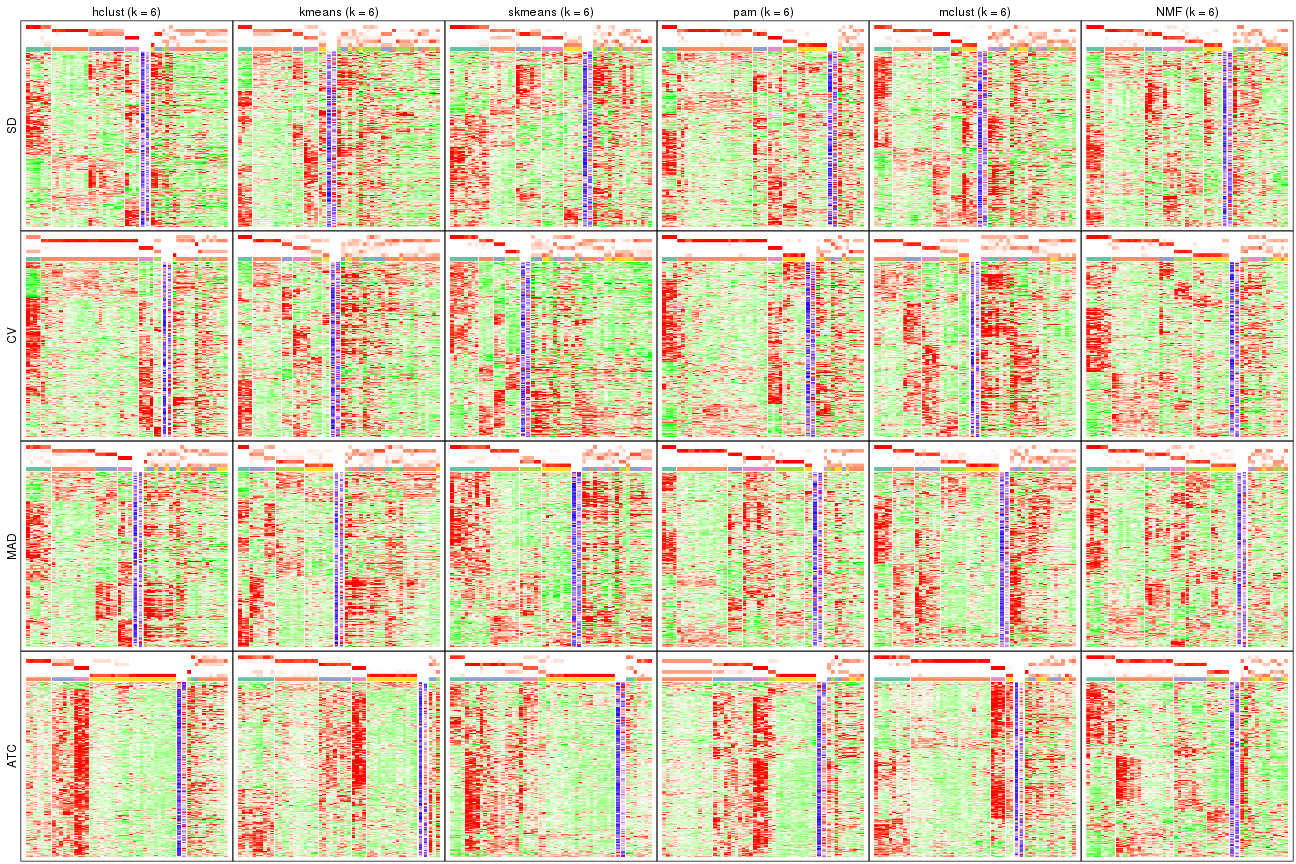 hclust (k = 6) kmeans (k = 6) skmeans (k = 6) pam (k = 6) mclust (k = 6) NMF (k = 6)
SD
CV
MAD
ATC